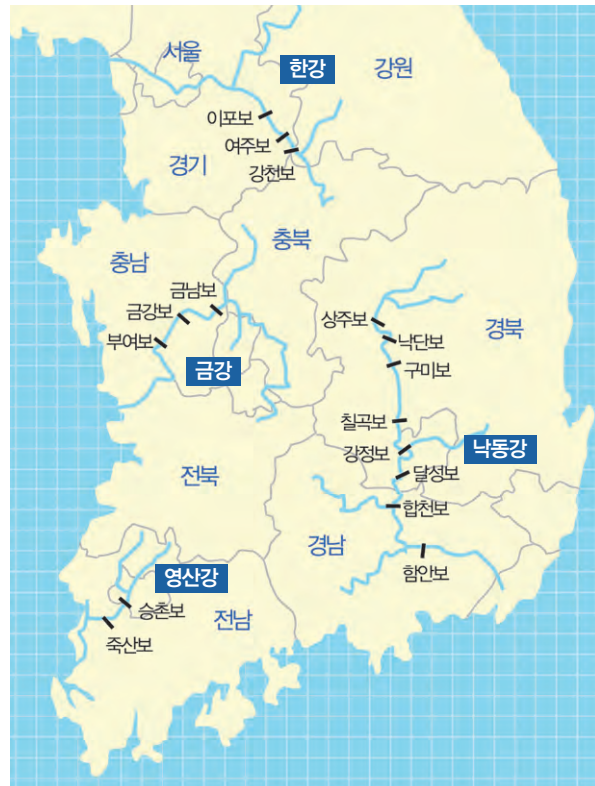 서울
한강
강원
이포보
여주보
강천보
경기
충북
충남
금남보
금강보
부여보
금강
상주보
낙단보
구미보
경북
칠곡보
강정보
낙동강
달성보
합천보
함안보
경남
전북
영산강
승촌보
죽산보
전남